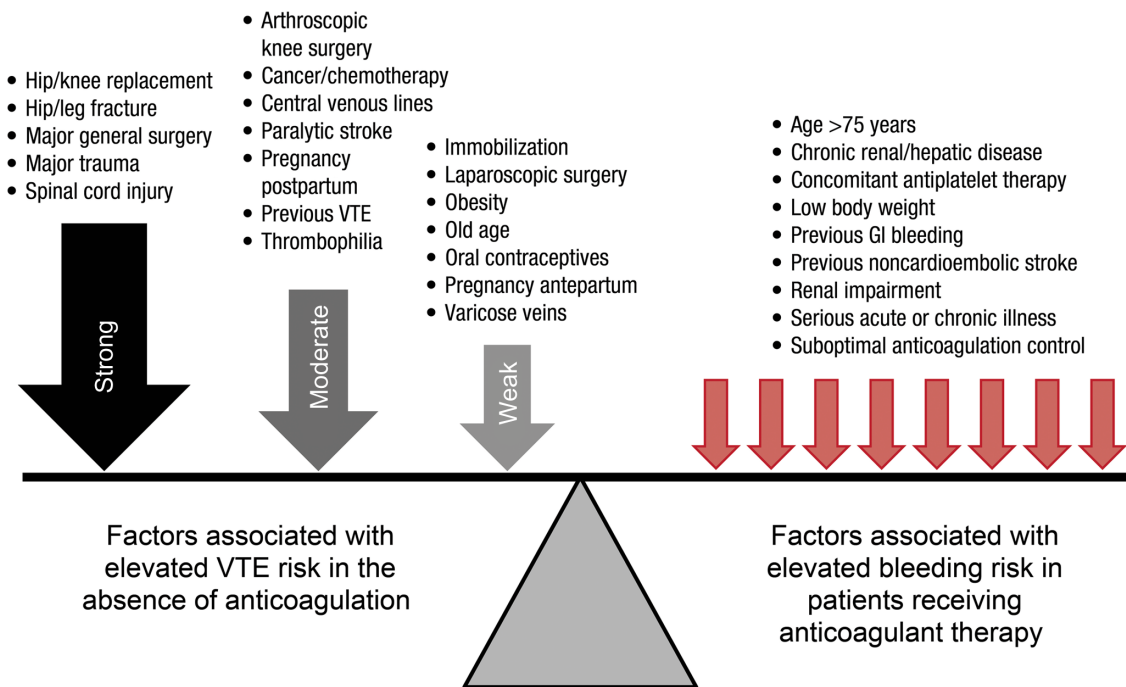 • Hip/knee replacement
• Hip/leg fracture
• Major general surgery
• Major trauma
• Spinal cord injury
Strong
• Arthroscopic
knee surgery
• Cancer/chemotherapy
• Central venous lines
• Paralytic stroke
• Pregnancy
postpartum
• Previous VTE
• Thrombophilia
Moderate
• Immobilization
• Laparoscopic surgery
• Obesity
• Old age
• Oral contraceptives
• Pregnancy antepartum
• Varicose veins
Weak
• Age >75 years
• Chronic renal/hepatic disease
• Concomitant antiplatelet therapy
• Low body weight
• Previous GI bleeding
• Previous noncardioembolic stroke
• Renal impairment
• Serious acute or chronic illness
• Suboptimal anticoagulation control
Factors associated with
elevated VTE risk in the
absence of anticoagulation
Factors associated with
elevated bleeding risk in
patients receiving
anticoagulant therapy